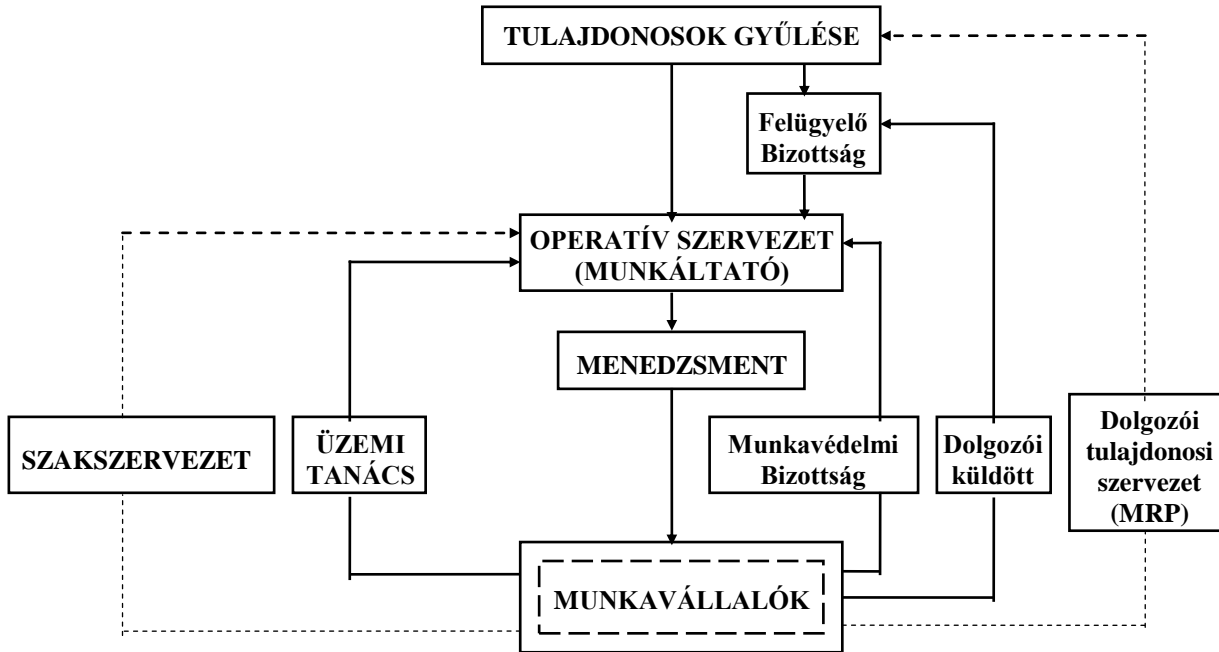 TULAJDONOSOK GYŰLÉSE
Felügyelő
Bizottság
OPERATÍV SZERVEZET
(MUNKÁLTATÓ)
MENEDZSMENT
SZAKSZERVEZET
ÜZEMI
TANÁCS
Munkavédelmi
Bizottság
Dolgozói
küldött
Dolgozói
tulajdonosi
szervezet
(MRP)
MUNKAVÁLLALÓK